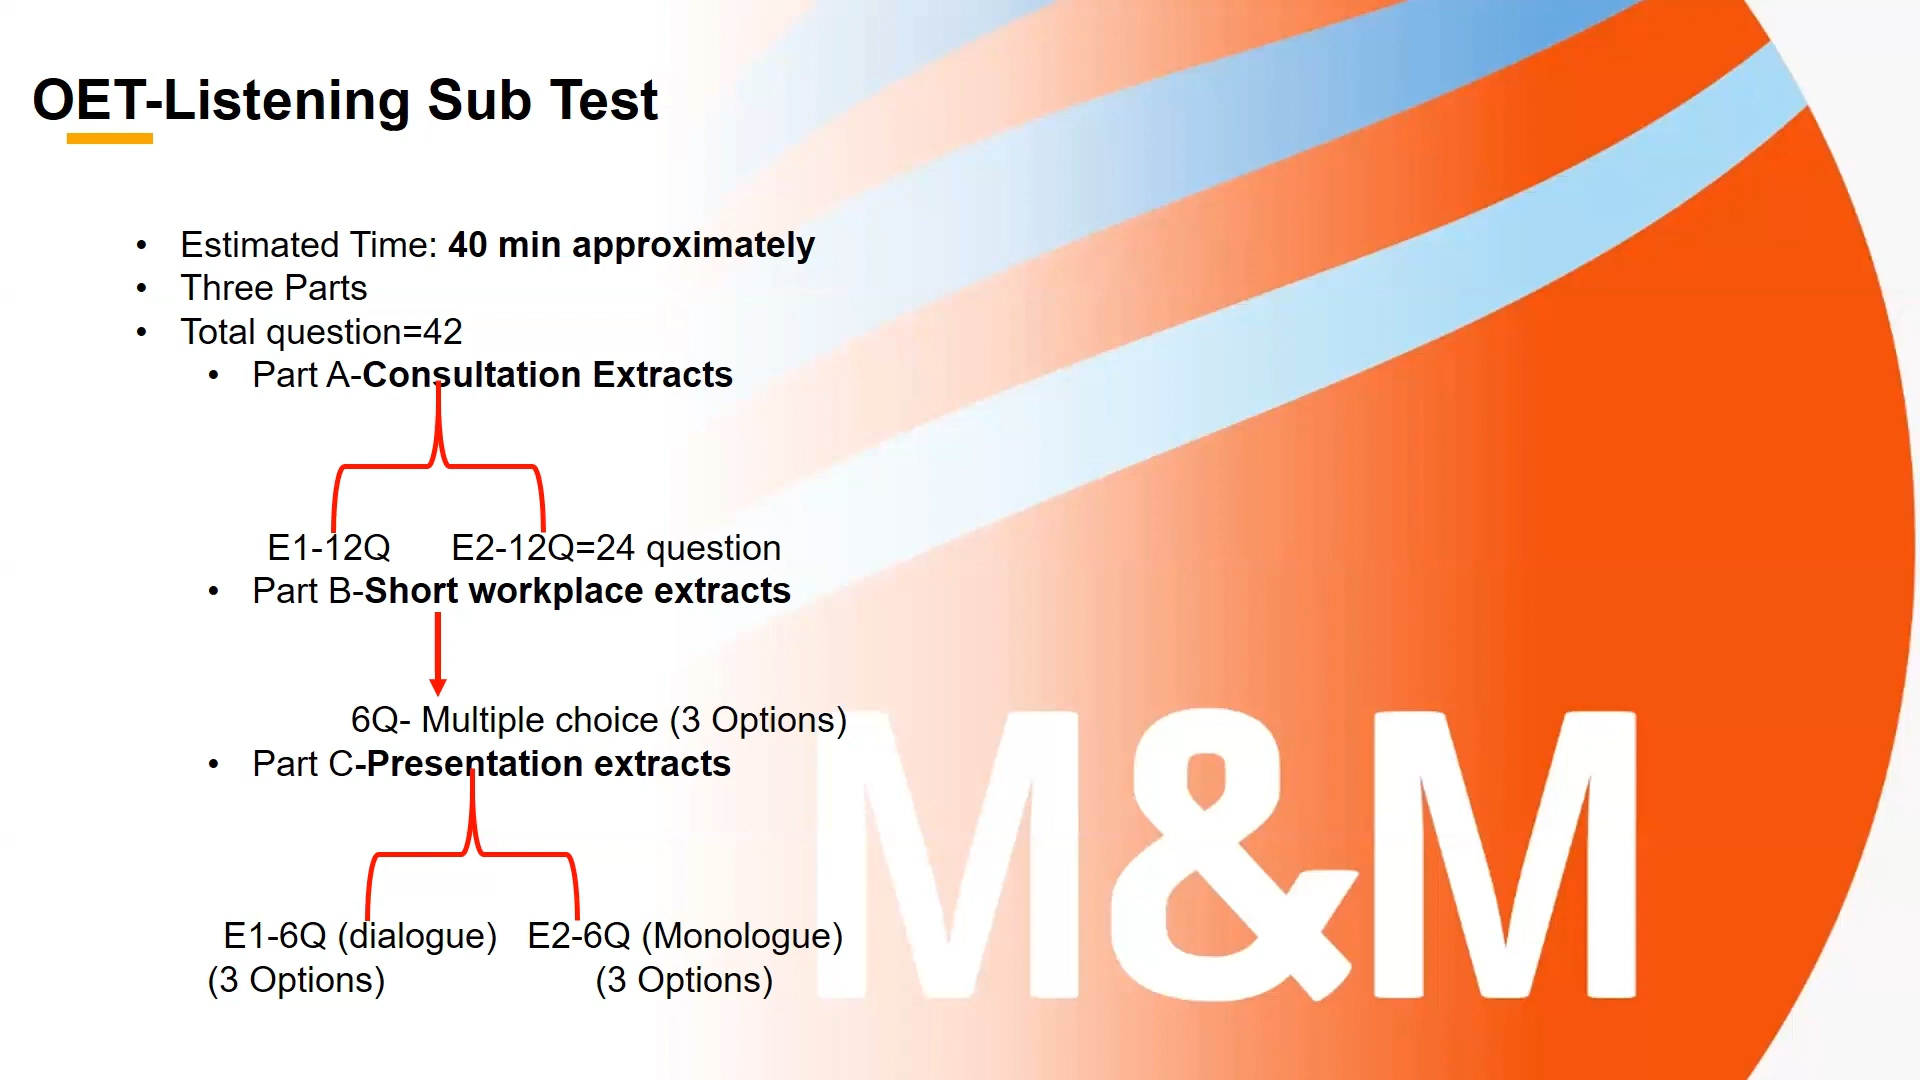 OET-Listening Sub Test
• Estimated Time: 40 min approximately
• Three Parts
• Total question=42
• Part A-Consultation Extracts
E1-12Q E2-12Q=24 question
• Part B-Short workplace extracts
6Q- Multiple choice (3 Options)
• Part C-Presentation extracts
E1-6Q (dialogue) E2-6Q (Monologue)
(3 Options) (3 Options)
M&M